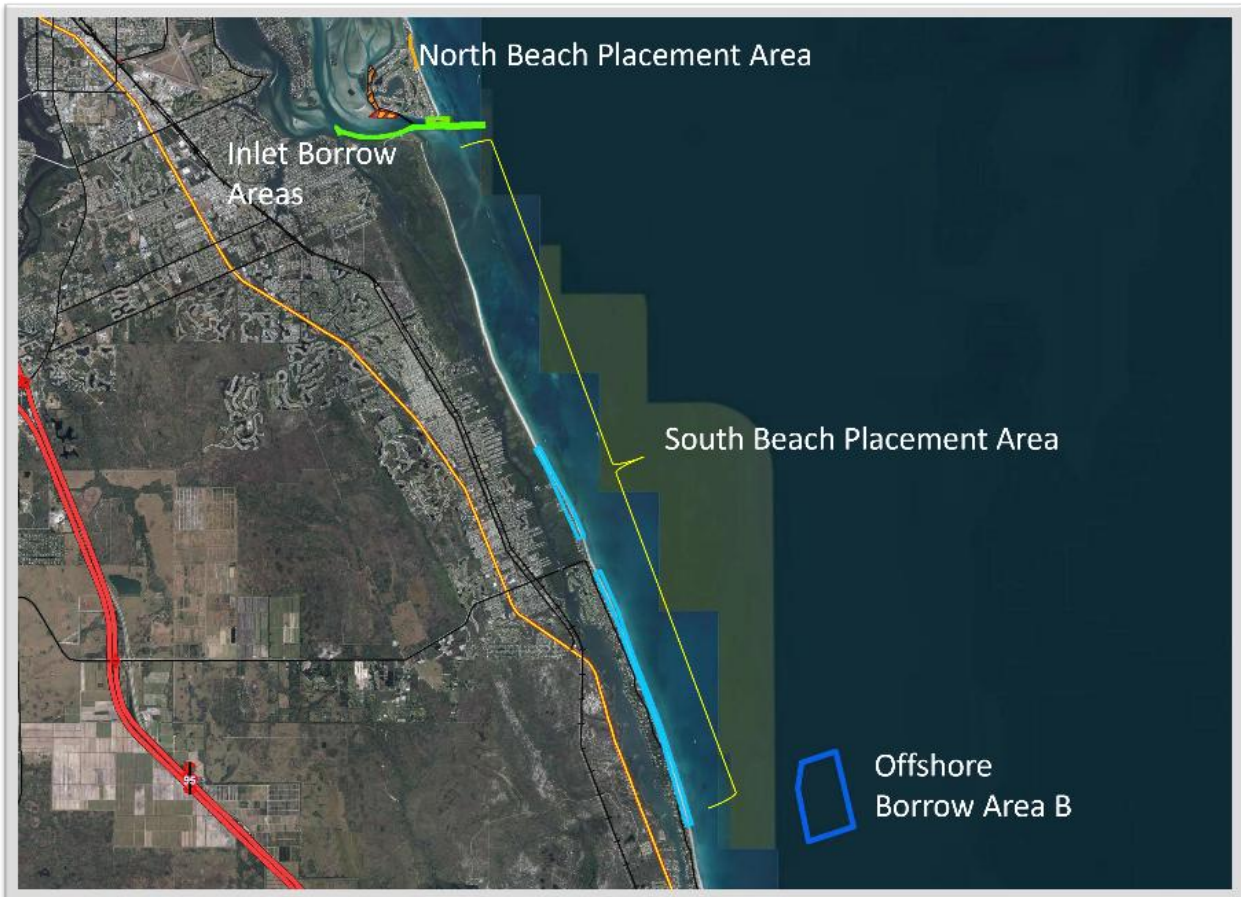 North Beach Placement Area
Inlet Borrow
Areas
South Beach Placement Area
95
Offshore
Borrow Area B